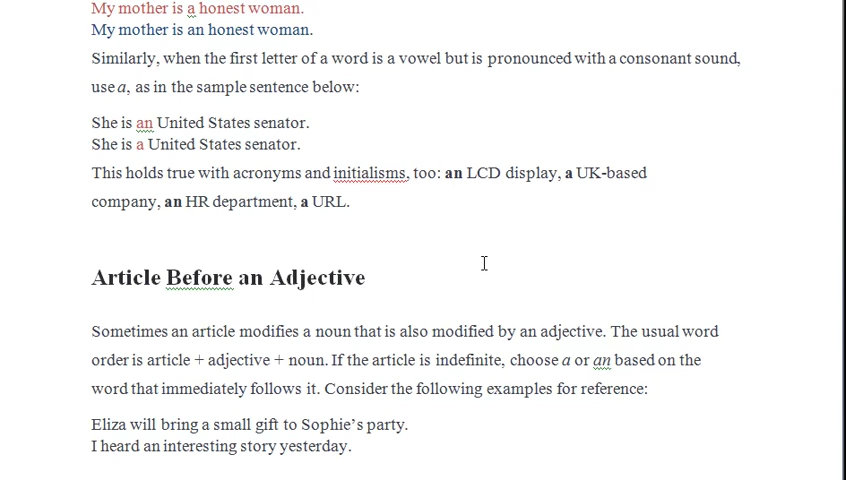 My mother is a honest woman.
My mother is an honest woman.
Similarly, when the first letter of a word is a vowel but is pronounced with a consonant sound,
use a, as in the sample sentence below:
She is an United States senator.
She is a United States senator.
This holds true with acronyms and initialisms, too: an LCD display, a UK-based
company, an HR department, a URL.
Article Before an Adjective
Sometimes an article modifies a noun that is also modified by an adjective. The usual word
order is article + adjective + noun. If the article is indefinite, choose a or an based on the
word that immediately follows it. Consider the following examples for reference:
Eliza will bring a small gift to Sophie’s party.
I heard an interesting story yesterday.